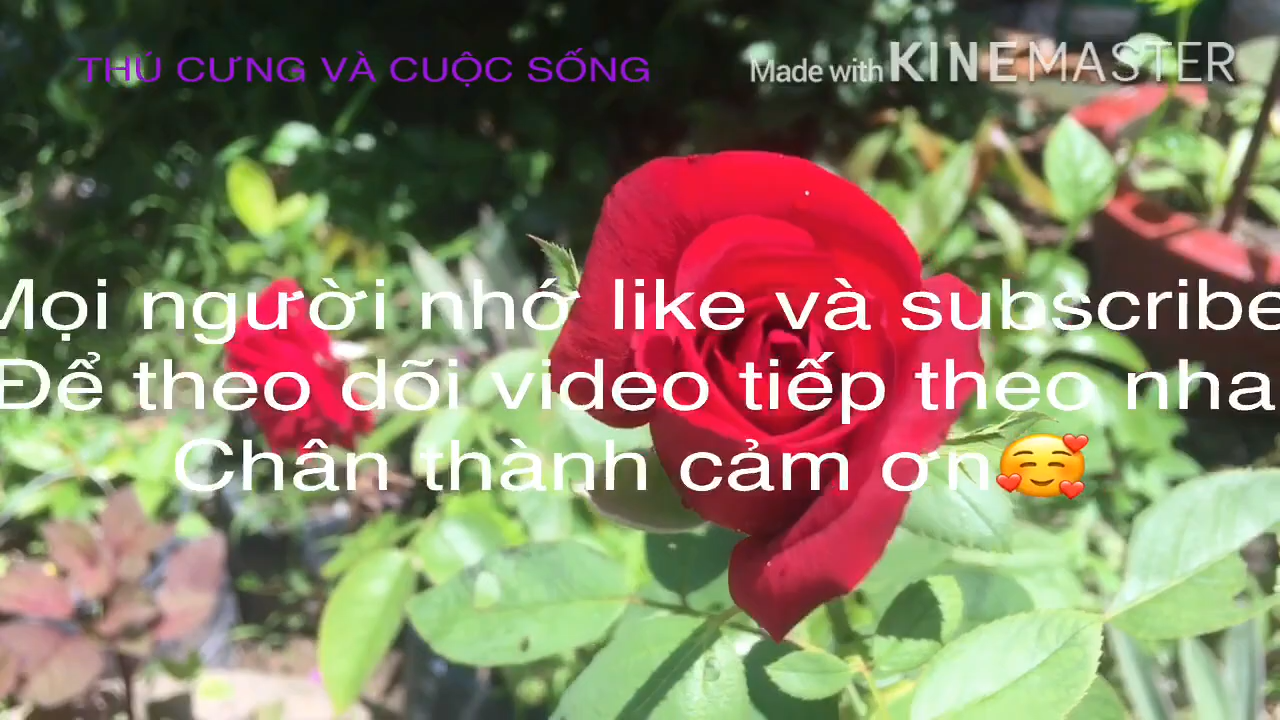 THÚ CƯNG VÀ CUỘC SỐNG
Made with KINEMASTER
Mọi người nhớ like và subscribe
Để theo dõi video tiếp theo nha
Chân thành cảm ơn🥰